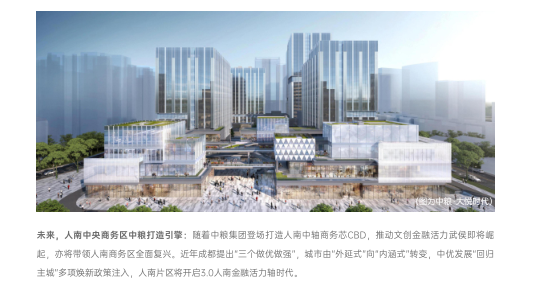 (图为中粮·大悦时代)
未来，人南中央商务区中粮打造引擎：随着中粮集团登场打造人南中轴商务芯CBD，推动文创金融活力武侯即将崛
起，亦将带领人南商务区全面复兴。近年成都提出“三个做优做强”，城市由“外延式”向“内涵式”转变，中优发展“回归
主城”多项焕新政策注入，人南片区将开启3.0人南金融活力轴时代。